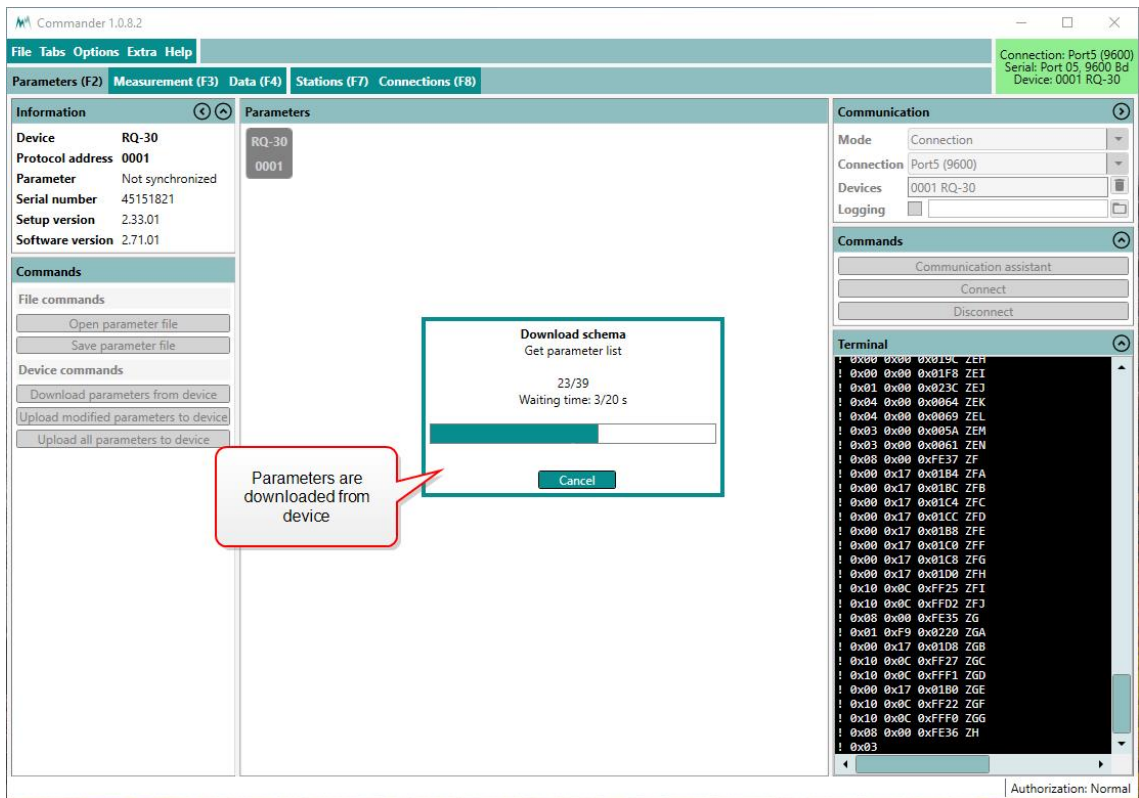 Commander 1.0.8.2
File Tabs Options Extra Help
Connection: Port5 (9600)
Serial: Port 05, 9600 Bd
Device: 0001 RQ-30
Parameters (F2) Measurement (F3) Data (F4) Stations (F7) Connections (F8)
Information
Device RQ-30
Protocol address 0001
Parameter Not synchronized
Serial number 45151821
Setup version 2.33.01
Software version 2.71.01
Commands
File commands
Open parameter file
Save parameter file
Device commands
Download parameters from device
Upload modified parameters to device
Upload all parameters to device
Parameters
RQ-30
0001
Download schema
Get parameter list
23/39
Waiting time: 3/20 s
Cancel
Parameters are
downloaded from
device
Communication
Mode Connection
Connection Port5 (9600)
Devices 0001 RQ-30
Logging
Commands
Communication assistant
Connect
Disconnect
Terminal
! 0x00 0x00 0x019C ZEH
! 0x00 0x00 0x01F8 ZEI
! 0x01 0x00 0x023C ZEJ
! 0x04 0x00 0x0064 ZEK
! 0x04 0x00 0x0069 ZEL
! 0x03 0x00 0x005A ZEM
! 0x03 0x00 0x0061 ZEN
! 0x08 0x00 0xFE37 ZF
! 0x00 0x17 0x01B4 ZFA
! 0x00 0x17 0x01BC ZFB
! 0x00 0x17 0x01C4 ZFC
! 0x00 0x17 0x01CC ZFD
! 0x00 0x17 0x01B8 ZFE
! 0x00 0x17 0x01C0 ZFF
! 0x00 0x17 0x01C8 ZFG
! 0x00 0x17 0x01D0 ZFH
! 0x10 0x0C 0xFF25 ZFI
! 0x10 0x0C 0xFFD2 ZFJ
! 0x08 0x00 0xFE35 ZG
! 0x01 0xF9 0x0220 ZGA
! 0x00 0x17 0x01D8 ZGB
! 0x10 0x0C 0xFF27 ZGC
! 0x10 0x0C 0xFFF1 ZGD
! 0x00 0x17 0x01B0 ZGE
! 0x10 0x0C 0xFF22 ZGF
! 0x10 0x0C 0xFFF0 ZGG
! 0x08 0x00 0xFE36 ZH
! 0x03
Authorization: Normal